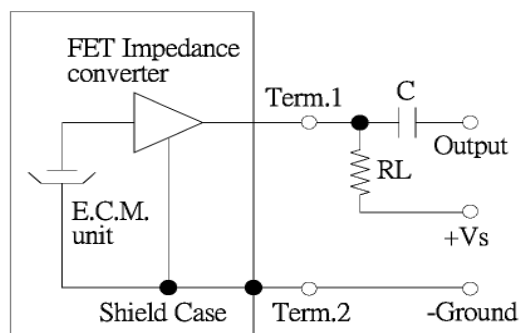 FET Impedance
converter
Term.1
C
Output
RL
+Vs
E.C.M.
unit
Shield Case
Term.2
-Ground